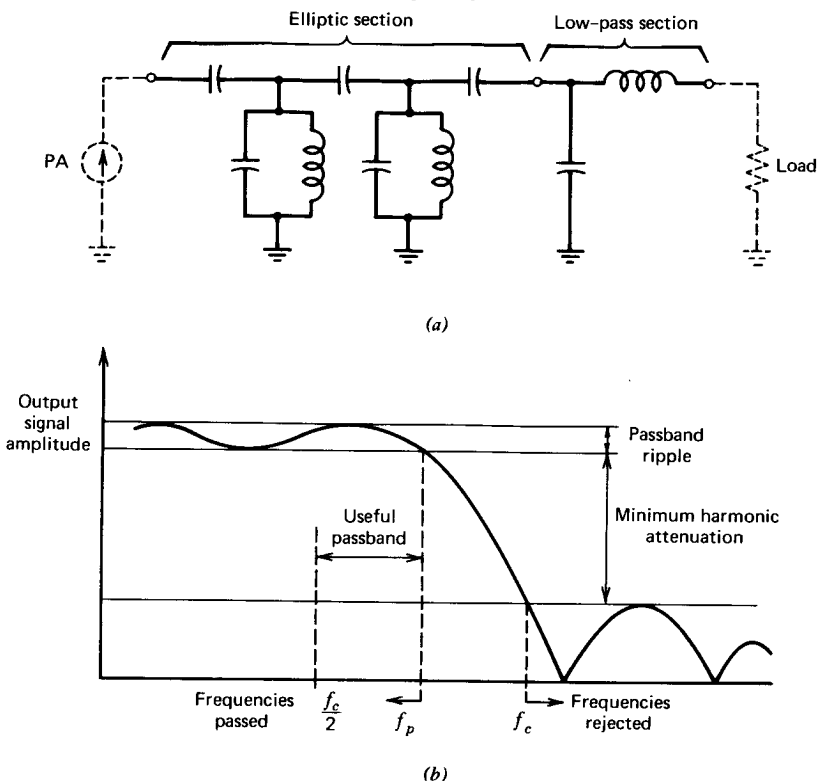 Elliptic section
Low-pass section
PA
Load
(a)
Output
signal
amplitude
Passband
ripple
Useful
passband
Minimum harmonic
attenuation
Frequencies
passed
f_c
2
f_p
f_c
Frequencies
rejected
(b)